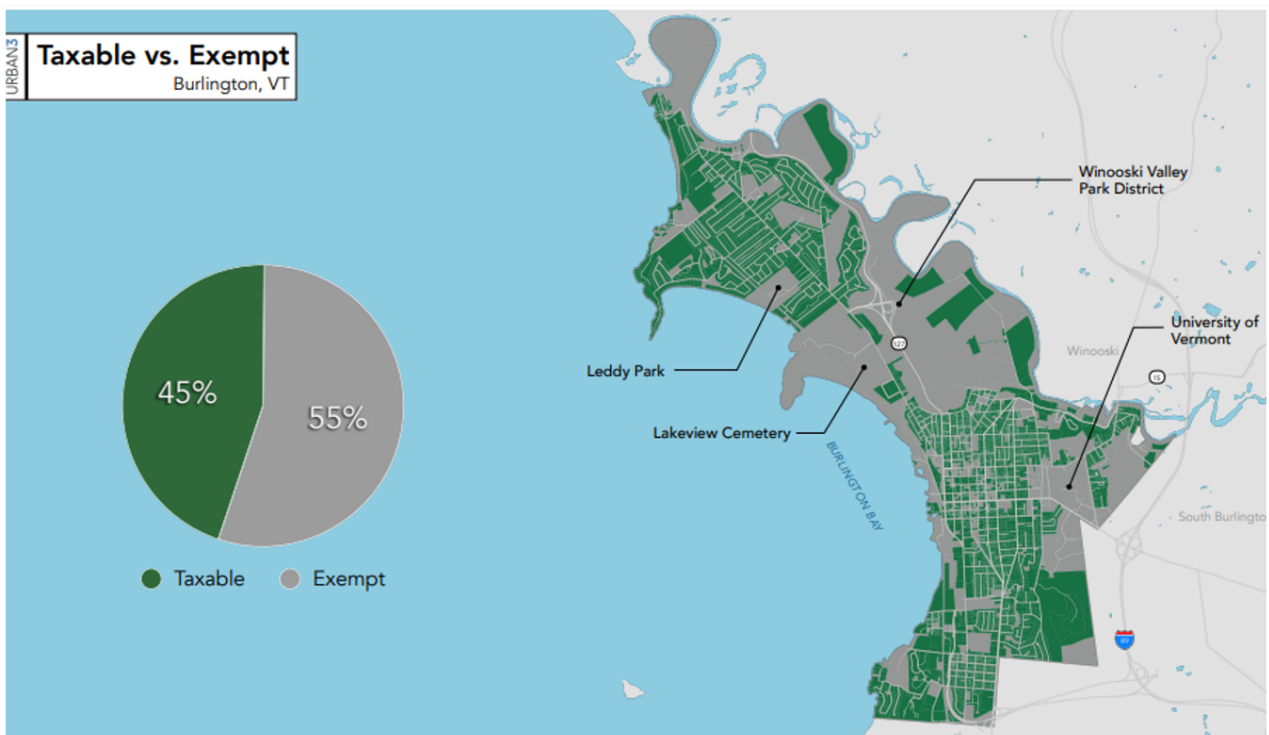 URBAN3
Taxable vs. Exempt
Burlington, VT
Winooski Valley
Park District
University of
Vermont
127
Winooski
15
Leddy Park
45%
55%
Lakeview Cemetery
BURLINGTON BAY
South Burlingto
Taxable
Exempt
89